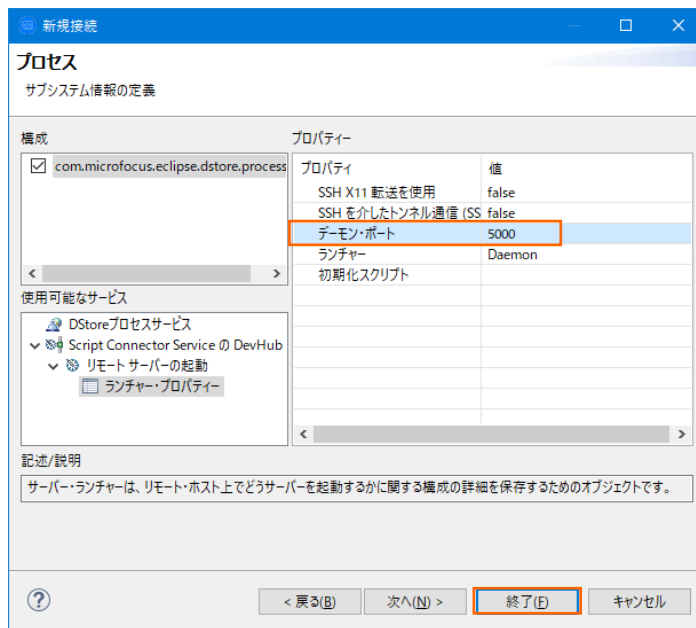 新規接続
プロセス
サブシステム情報の定義
構成
com.microfocus.eclipse.dstore.process
使用可能なサービス
DStoreプロセスサービス
Script Connector Service の DevHub
リモート サーバーの起動
ランチャー・プロパティー
プロパティー
プロパティ 値
SSH X11 転送を使用 false
SSH を介したトンネル通信 (SS false
デーモン・ポート 5000
ランチャー Daemon
初期化スクリプト
記述/説明
サーバー・ランチャーは、リモート・ホスト上でどうサーバーを起動するかに関する構成の詳細を保存するためのオブジェクトです。
?
< 戻る(B) 次へ(N) > 終了(F) キャンセル